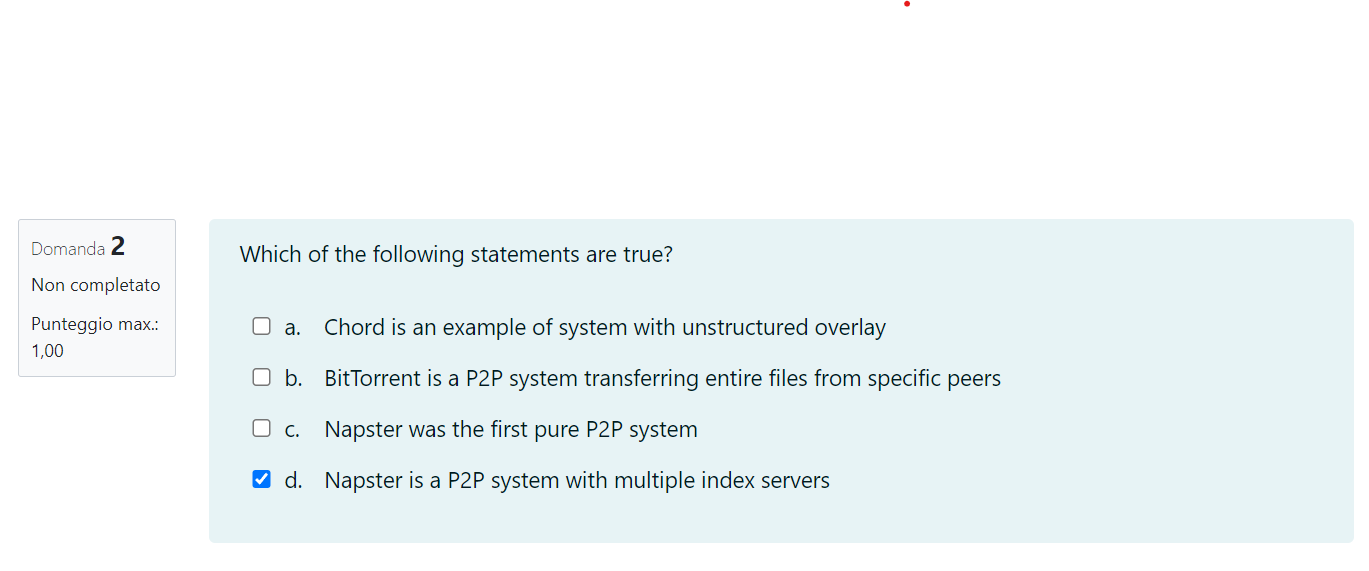 Domanda 2
Non completato
Punteggio max.:
1,00
Which of the following statements are true?
a. Chord is an example of system with unstructured overlay
b. BitTorrent is a P2P system transferring entire files from specific peers
c. Napster was the first pure P2P system
d. Napster is a P2P system with multiple index servers